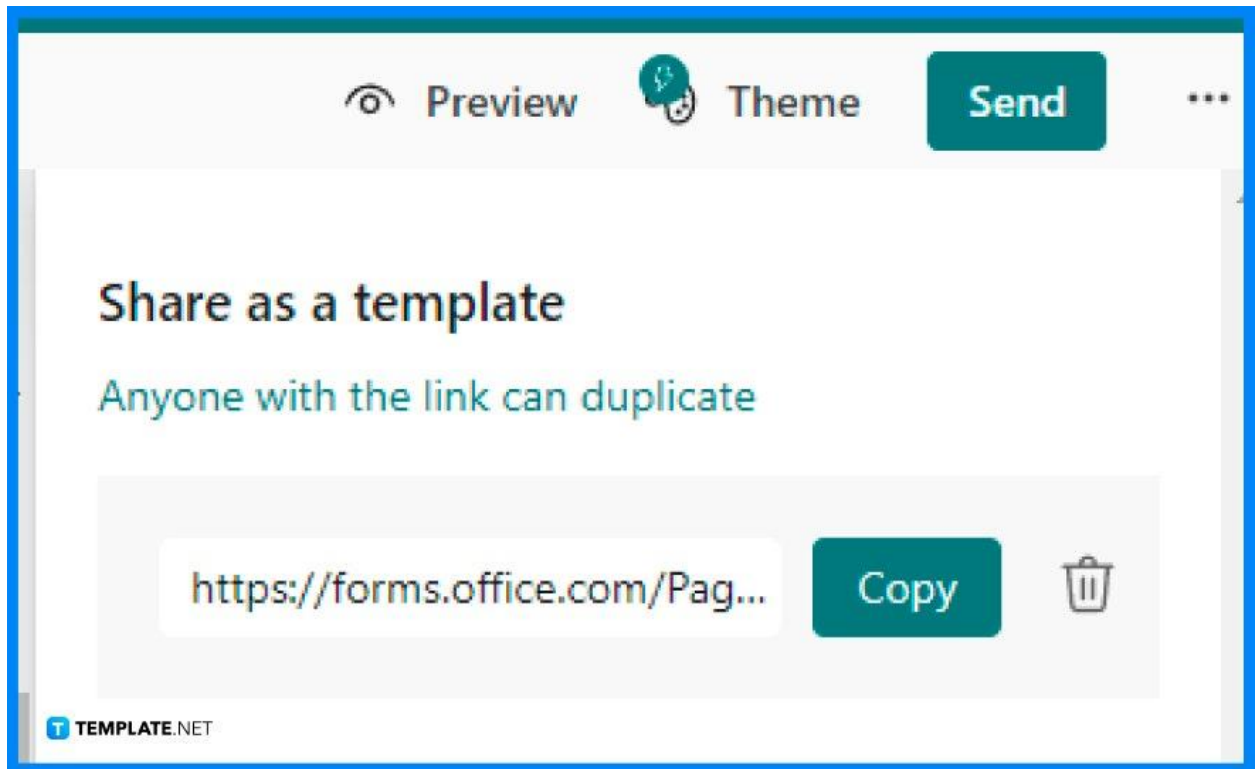 Preview Theme Send ...
Share as a template
Anyone with the link can duplicate
https://forms.office.com/Pag... Copy
T TEMPLATE.NET